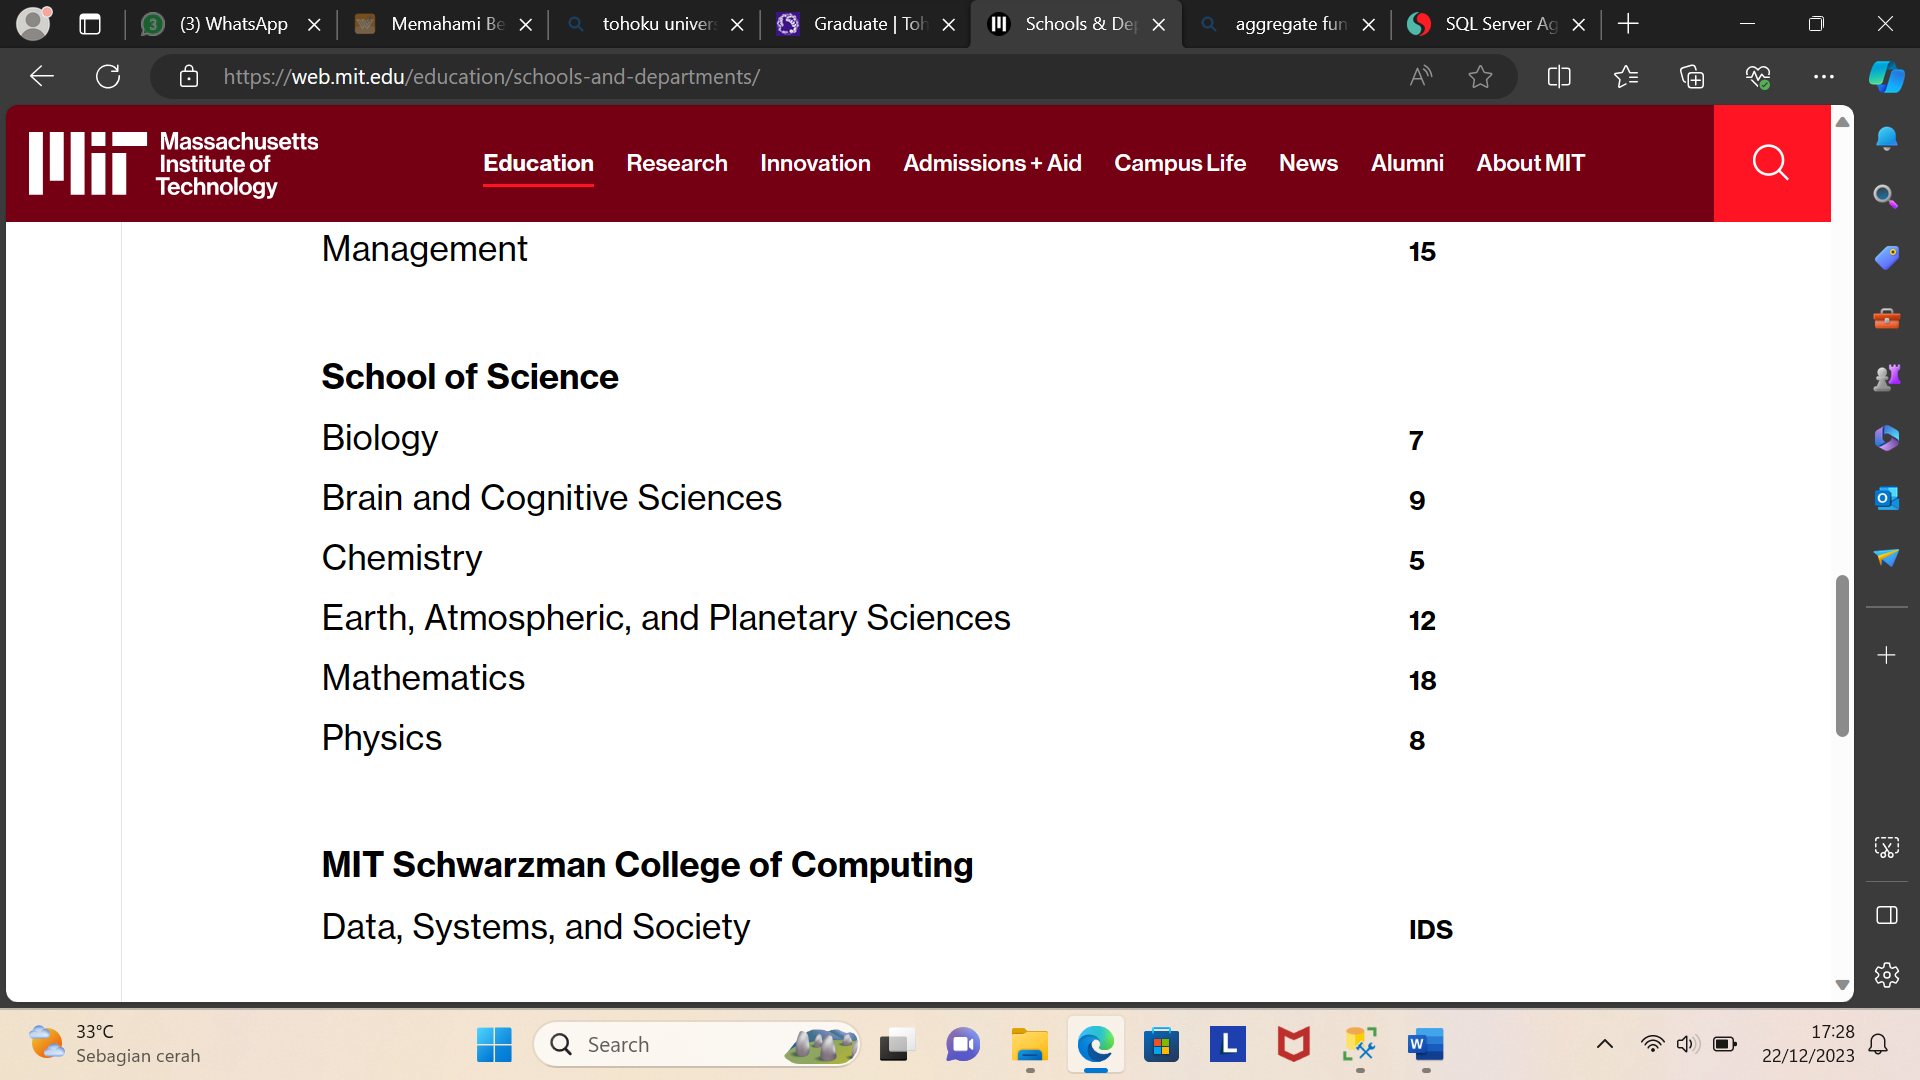 3 (3) WhatsApp
Memahami Be
tohoku univer
Graduate | Toh
Schools & De
aggregate fun
SQL Server Ag
https://web.mit.edu/education/schools-and-departments/
Massachusetts
Institute of
Technology
Education Research Innovation Admissions + Aid Campus Life News Alumni About MIT
Management 15
School of Science
Biology 7
Brain and Cognitive Sciences 9
Chemistry 5
Earth, Atmospheric, and Planetary Sciences 12
Mathematics 18
Physics 8
MIT Schwarzman College of Computing
Data, Systems, and Society IDS
33°C
Sebagian cerah
Search
L
W
17:28
22/12/2023